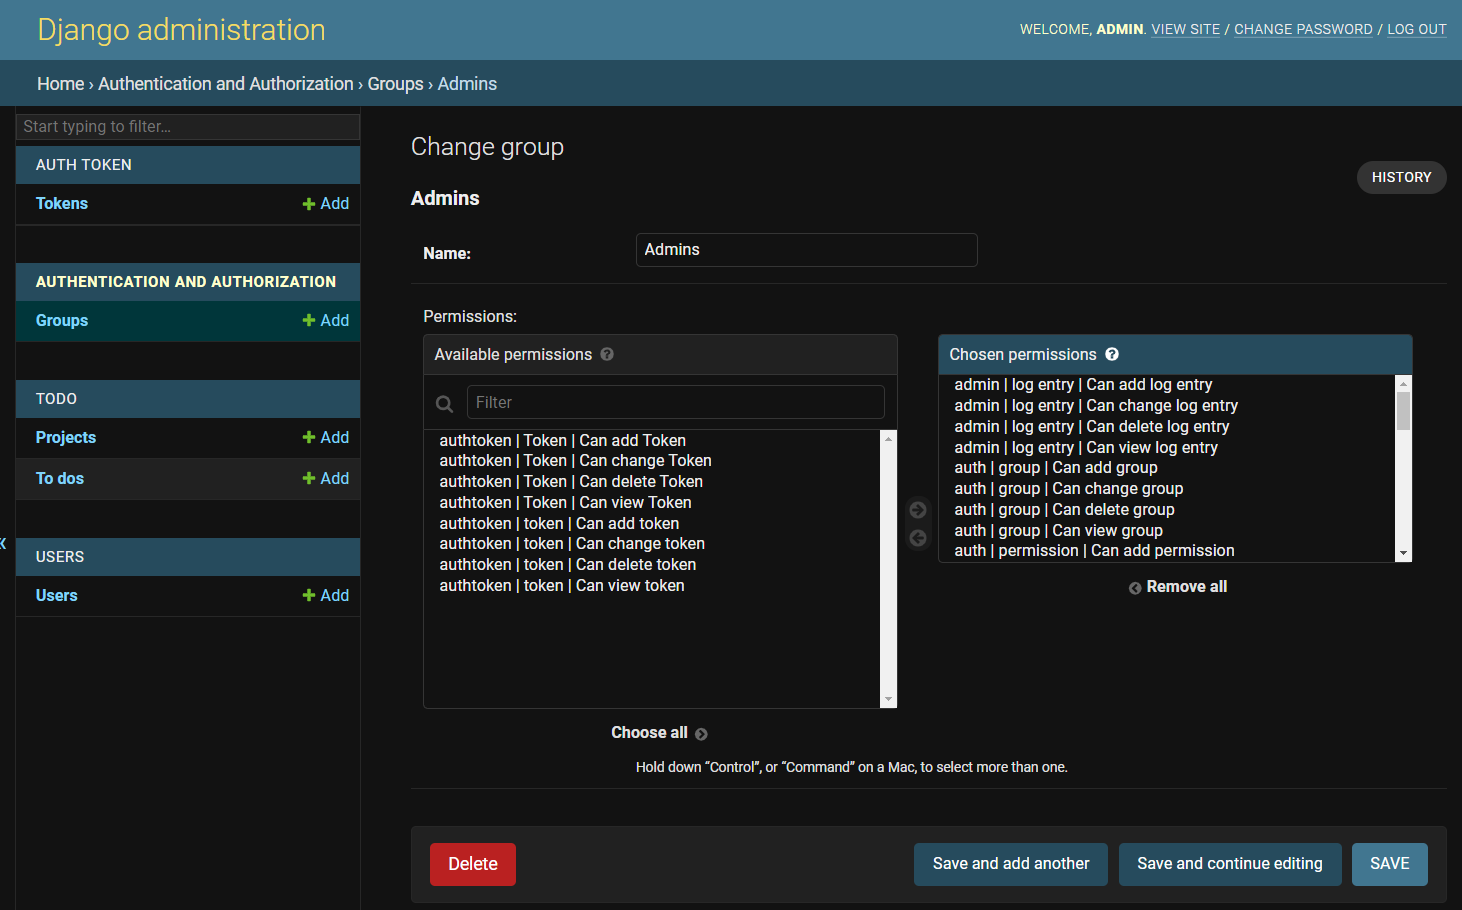 Django administration
WELCOME, ADMIN. VIEW SITE / CHANGE PASSWORD / LOG OUT
Home › Authentication and Authorization › Groups › Admins
Start typing to filter...
AUTH TOKEN
Tokens + Add
AUTHENTICATION AND AUTHORIZATION
Groups + Add
TODO
Projects + Add
To dos + Add
USERS
Users + Add
«
Change group
HISTORY
Admins
Name: Admins
Permissions:
Available permissions ?
Filter
authtoken | Token | Can add Token
authtoken | Token | Can change Token
authtoken | Token | Can delete Token
authtoken | Token | Can view Token
authtoken | token | Can add token
authtoken | token | Can change token
authtoken | token | Can delete token
authtoken | token | Can view token
Choose all
Chosen permissions ?
admin | log entry | Can add log entry
admin | log entry | Can change log entry
admin | log entry | Can delete log entry
admin | log entry | Can view log entry
auth | group | Can add group
auth | group | Can change group
auth | group | Can delete group
auth | group | Can view group
auth | permission | Can add permission
Remove all
Hold down “Control”, or “Command” on a Mac, to select more than one.
Delete
Save and add another
Save and continue editing
SAVE